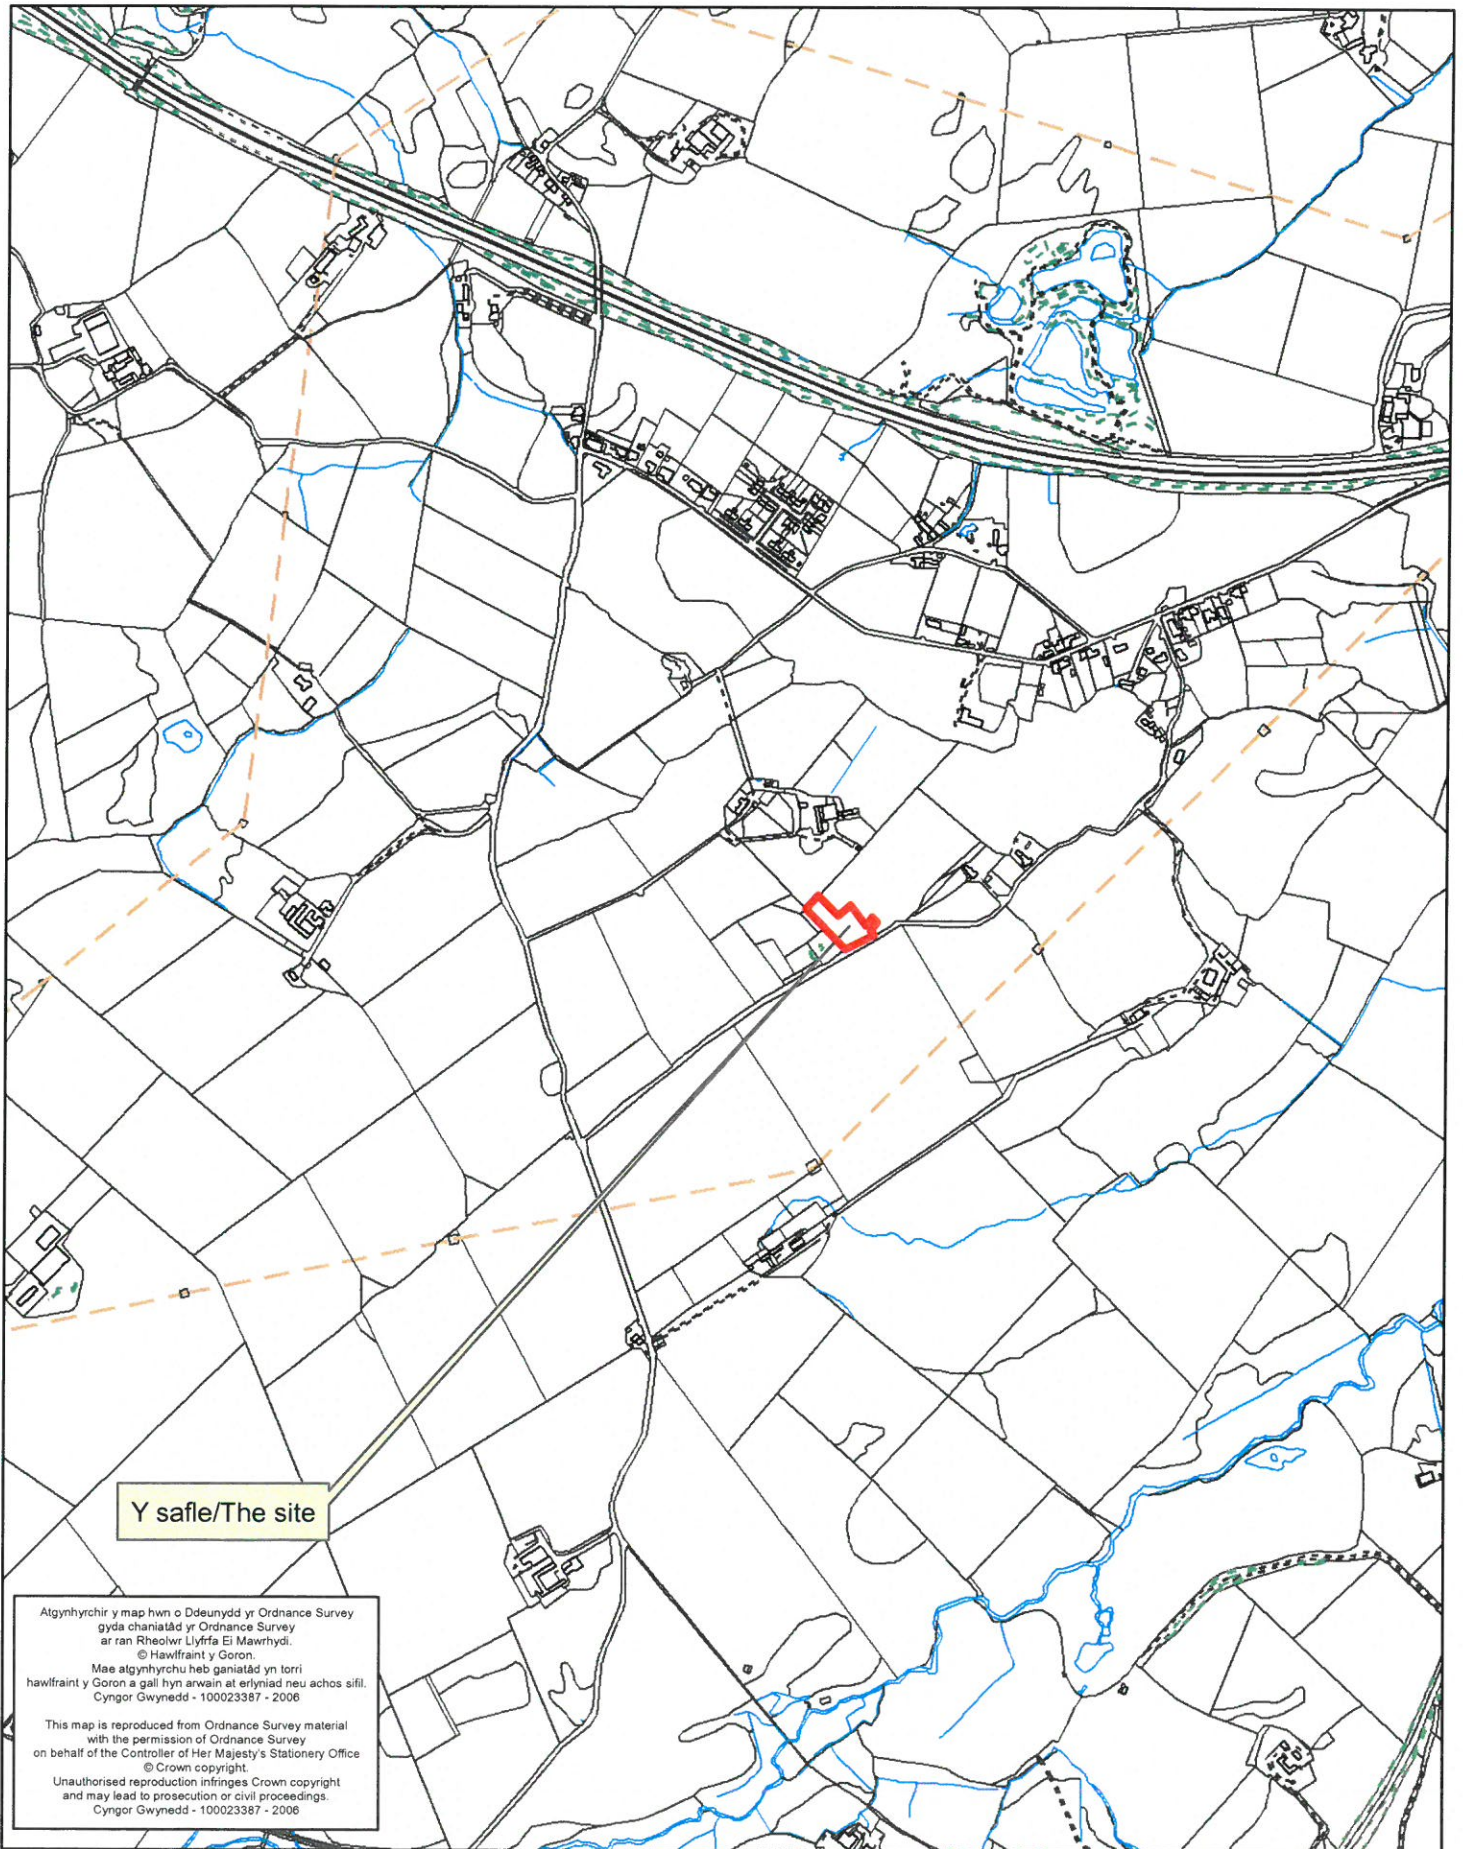 Y safle/The site
Atgynhyrchir y map hwn o Ddeunydd yr Ordnance Survey
gyda chaniatâd yr Ordnance Survey
ar ran Rheolwr Llyfrfa Ei Mawrhydi.
© Hawlfraint y Goron.
Mae atgynhyrchu heb ganiatâd yn torri
hawlfraint y Goron a gall hyn arwain at erlyniad neu achos sifil.
Cyngor Gwynedd - 100023387 - 2006
This map is reproduced from Ordnance Survey material
with the permission of Ordnance Survey
on behalf of the Controller of Her Majesty's Stationery Office
© Crown copyright.
Unauthorised reproduction infringes Crown copyright
and may lead to prosecution or civil proceedings.
Cyngor Gwynedd - 100023387 - 2006